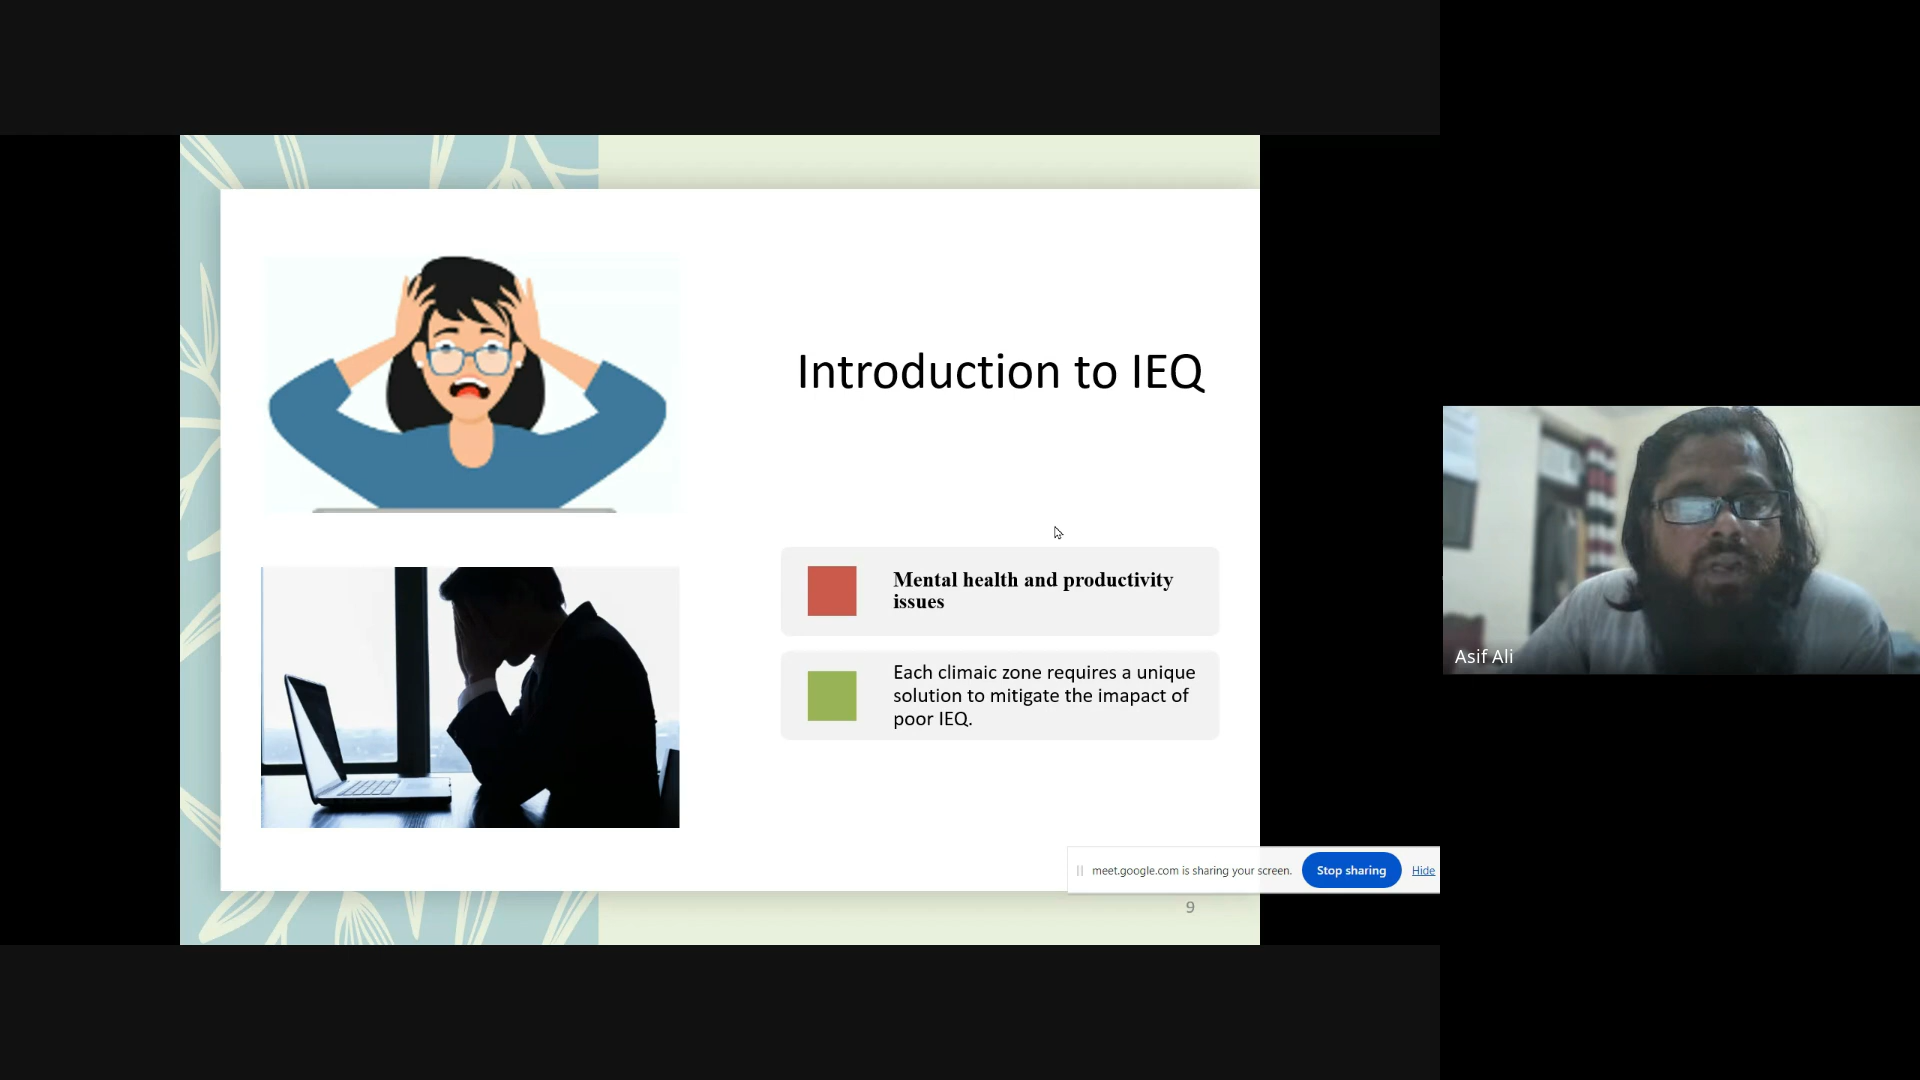 Introduction to IEQ
Mental health and productivity
issues
Each climaic zone requires a unique
solution to mitigate the imapact of
poor IEQ.
Asif Ali
meet.google.com is sharing your screen.
Stop sharing
Hide
9